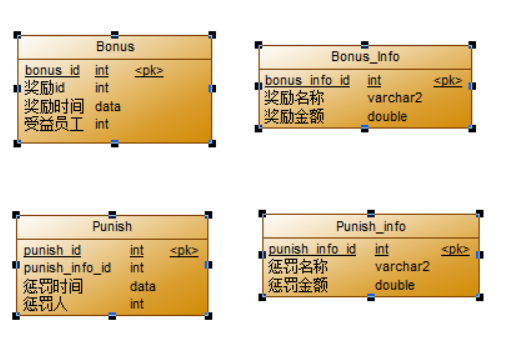 Bonus
bonus_id int <pk>
奖励id int
奖励时间 data
受益员工 int
Bonus_Info
bonus_info_id int <pk>
奖励名称 varchar2
奖励金额 double
Punish
punish_id int <pk>
punish_info_id int
惩罚时间 data
惩罚人 int
Punish_info
punish_info_id int <pk>
惩罚名称 varchar2
惩罚金额 double